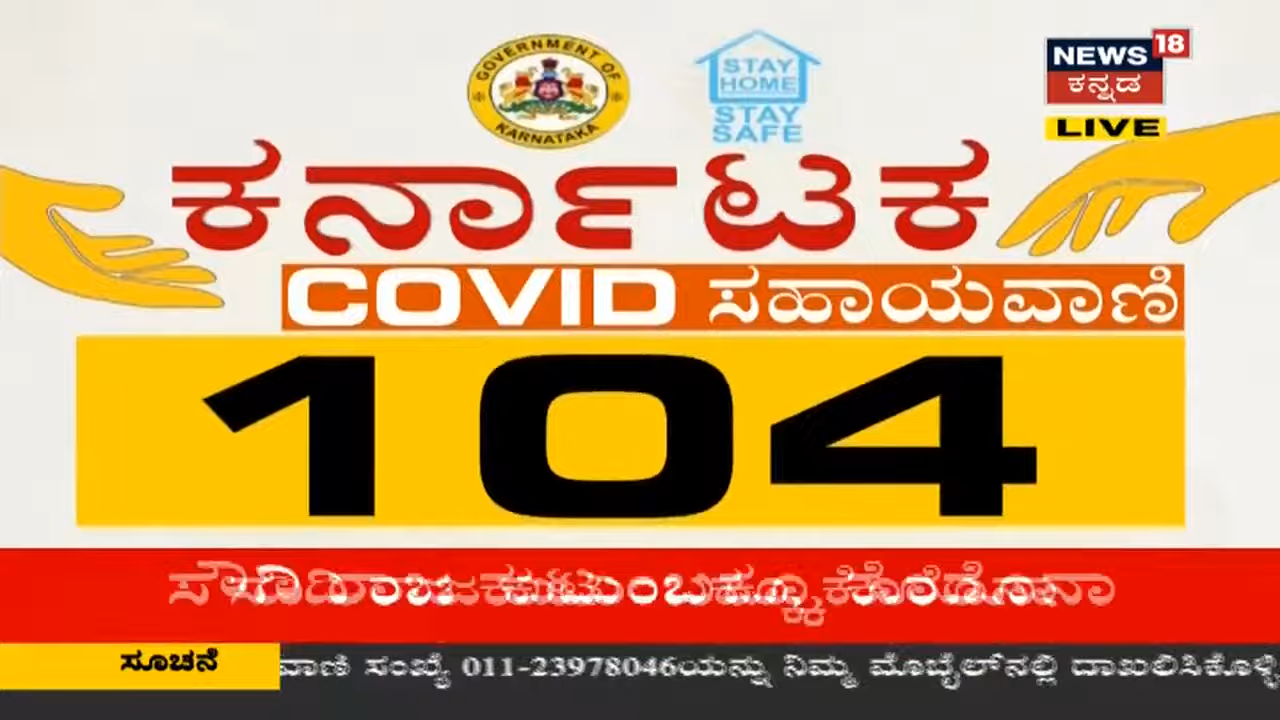 GOVERNMENT OF KARNATAKA
STAY HOME
STAY SAFE
NEWS 18
ಕನ್ನಡ
LIVE
ಕರ್ನಾಟಕ
COVID ಸಹಾಯವಾಣಿ
104
ಸೂಚನೆ
ವಾಣಿ ಸಂಖ್ಯೆ 011-23978046ಯನ್ನು ನಿಮ್ಮ ಮೊಬೈಲ್‌ನಲ್ಲಿ ದಾಖಲಿಸಿಕೊಳ್ಳಿ